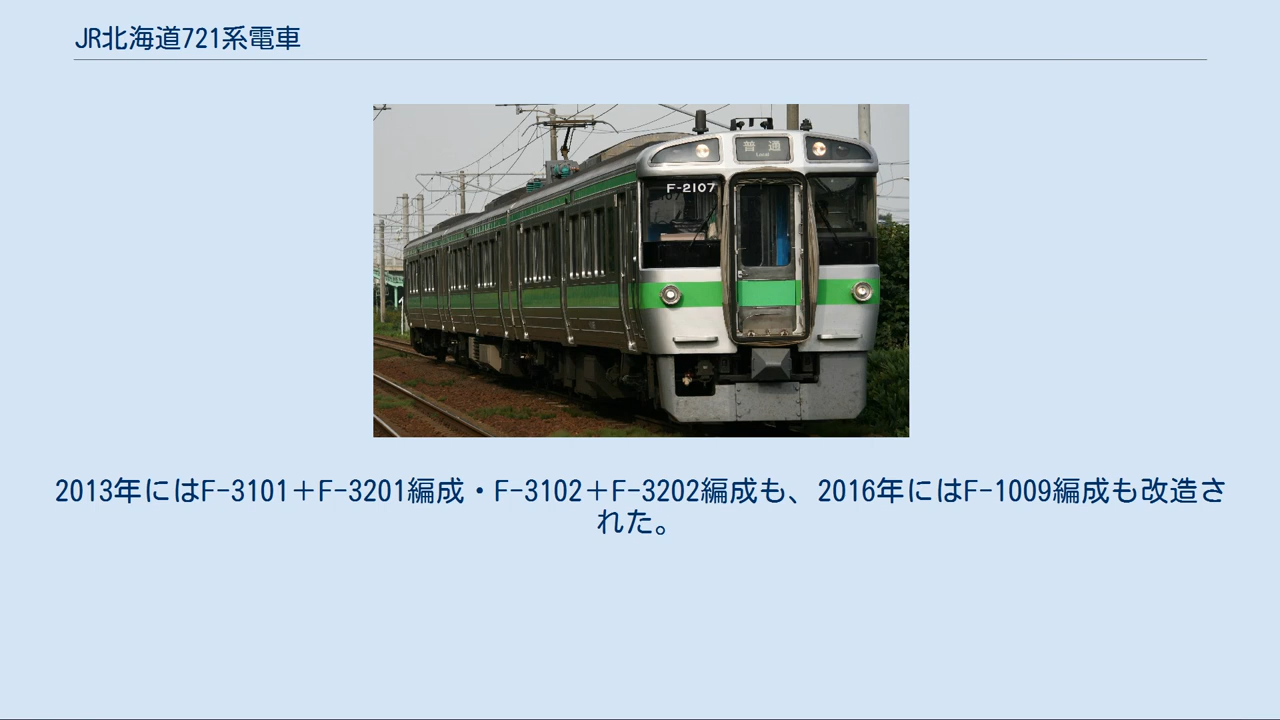 JR北海道721系電車
普通
Local
F-2107
2013年にはF-3101＋F-3201編成・F-3102＋F-3202編成も、2016年にはF-1009編成も改造さ
れた。